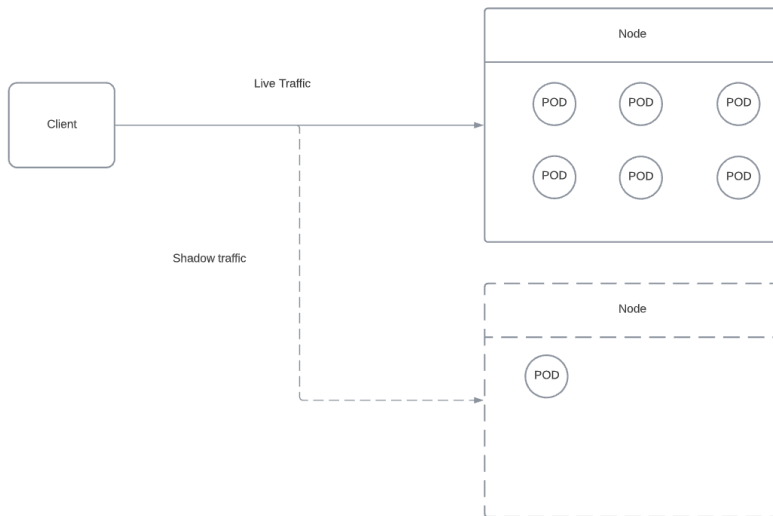 Node
Live Traffic
POD
POD
POD
Client
POD
POD
POD
Shadow traffic
Node
POD